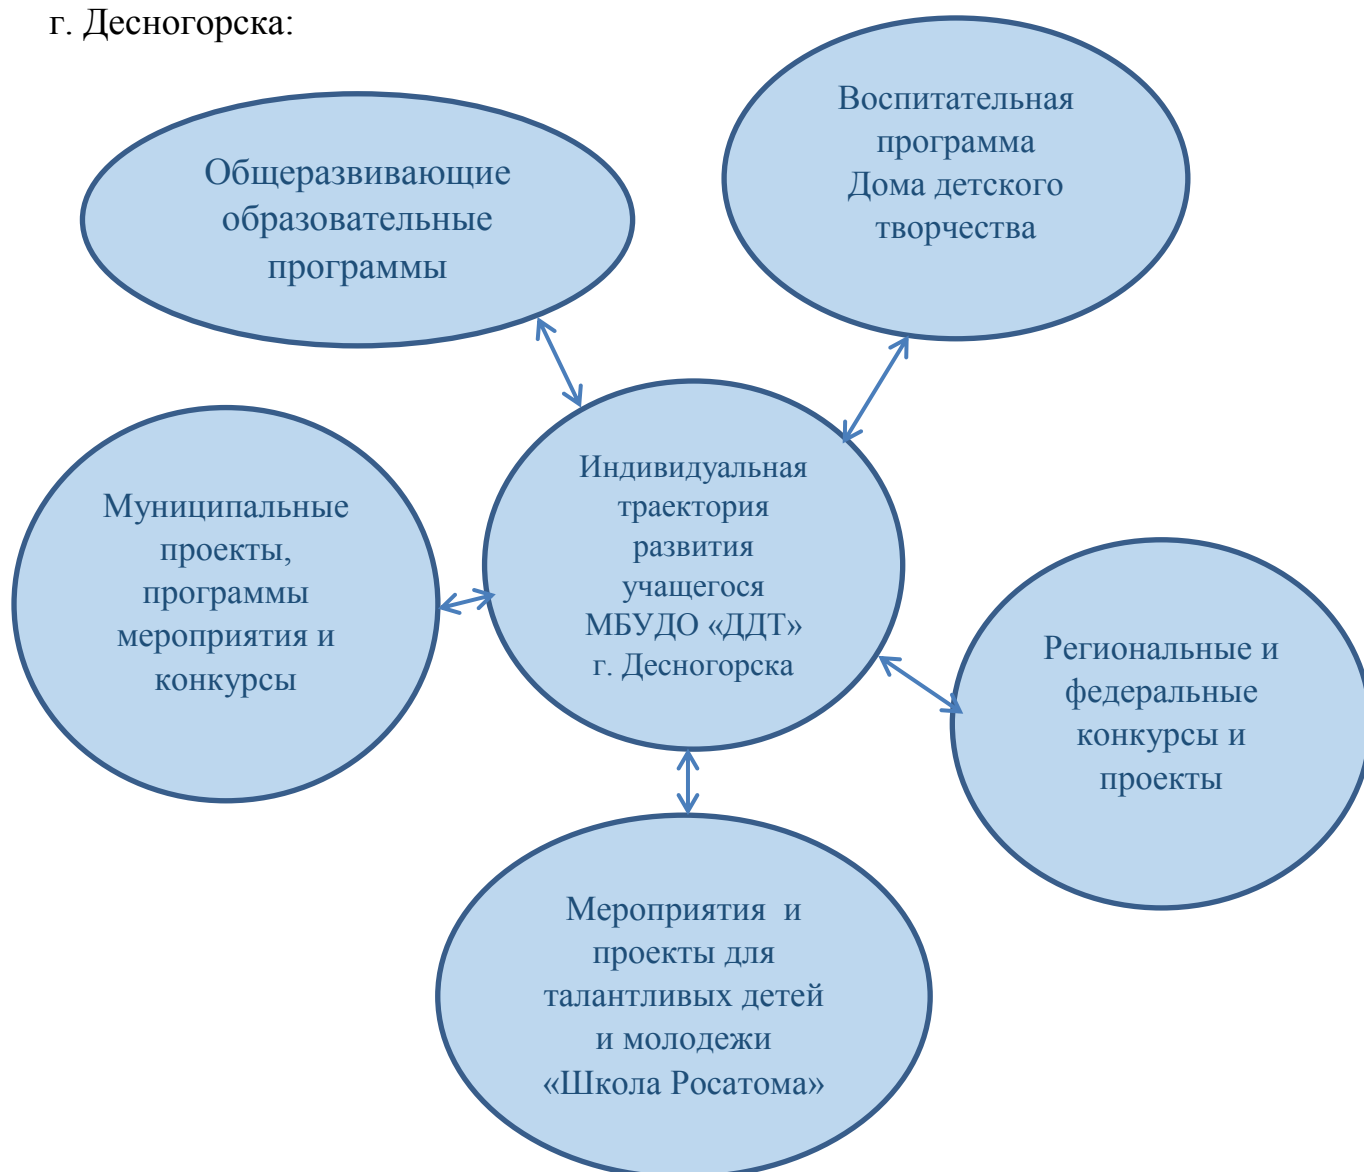 г. Десногорска:
Общеразвивающие
образовательные
программы
Воспитательная
программа
Дома детского
творчества
Муниципальные
проекты,
программы
мероприятия и
конкурсы
Индивидуальная
траектория
развития
учащегося
МБУДО «ДДТ»
г. Десногорска
Региональные и
федеральные
конкурсы и
проекты
Мероприятия  и
проекты для
талантливых детей
и молодежи
«Школа Росатома»